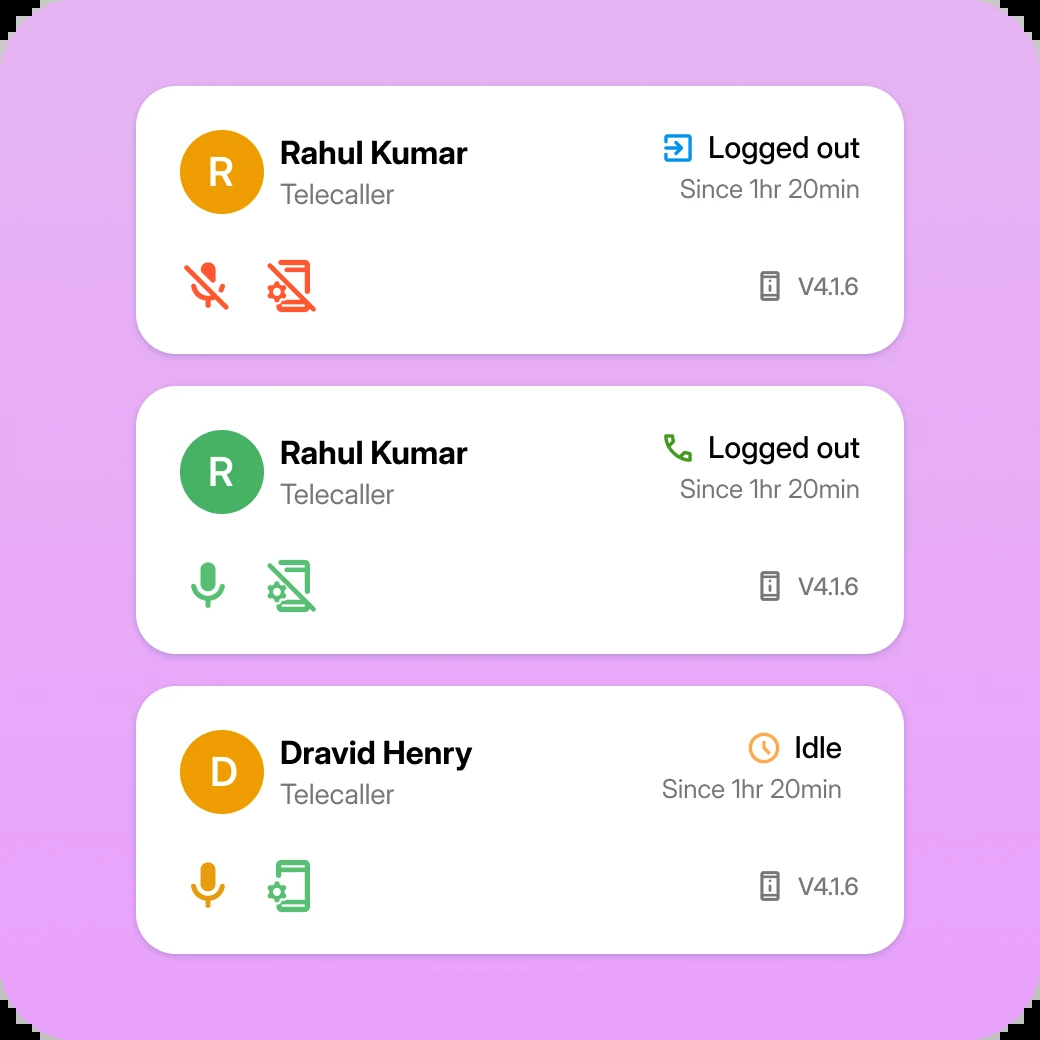 R
Rahul Kumar
Telecaller
Logged out
Since 1hr 20min
V4.1.6
R
Rahul Kumar
Telecaller
Logged out
Since 1hr 20min
V4.1.6
D
Dravid Henry
Telecaller
Idle
Since 1hr 20min
V4.1.6